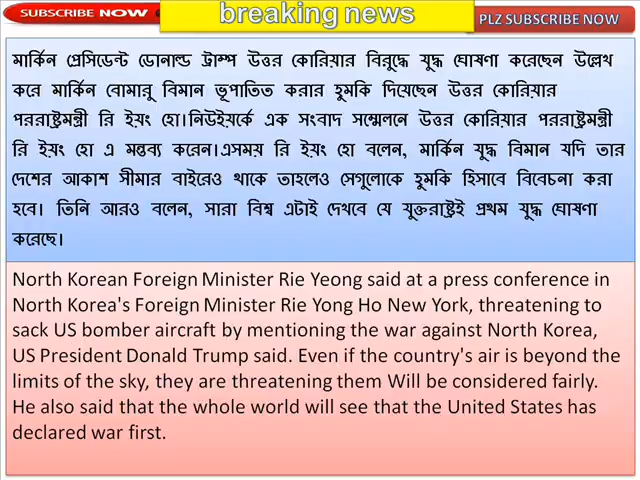 SUBSCRIBE NOW
breaking news
PLZ SUBSCRIBE NOW
মার্কিন প্রেসিডেন্ট ডোনাল্ড ট্রাম্প উত্তর কোরিয়ার বিরুদ্ধে যুদ্ধ ঘোষণা করেছেন উল্লেখ
করে মার্কিন বোমারু বিমান ভূপাতিত করার হুমকি দিয়েছেন উত্তর কোরিয়ার
পররাষ্ট্রমন্ত্রী রি ইয়ং হো।নিউইয়র্কে এক সংবাদ সম্মেলনে উত্তর কোরিয়ার পররাষ্ট্রমন্ত্রী
রি ইয়ং হো এ মন্তব্য করেন।এসময় রি ইয়ং হো বলেন, মার্কিন যুদ্ধ বিমান যদি তার
দেশের আকাশ সীমার বাইরেও থাকে তাহলেও সেগুলোকে হুমকি হিসাবে বিবেচনা করা
হবে। তিনি আরও বলেন, সারা বিশ্ব এটাই দেখবে যে যুক্তরাষ্ট্রই প্রথম যুদ্ধ ঘোষণা
করেছে।
North Korean Foreign Minister Rie Yeong said at a press conference in
North Korea's Foreign Minister Rie Yong Ho New York, threatening to
sack US bomber aircraft by mentioning the war against North Korea,
US President Donald Trump said. Even if the country's air is beyond the
limits of the sky, they are threatening them Will be considered fairly.
He also said that the whole world will see that the United States has
declared war first.